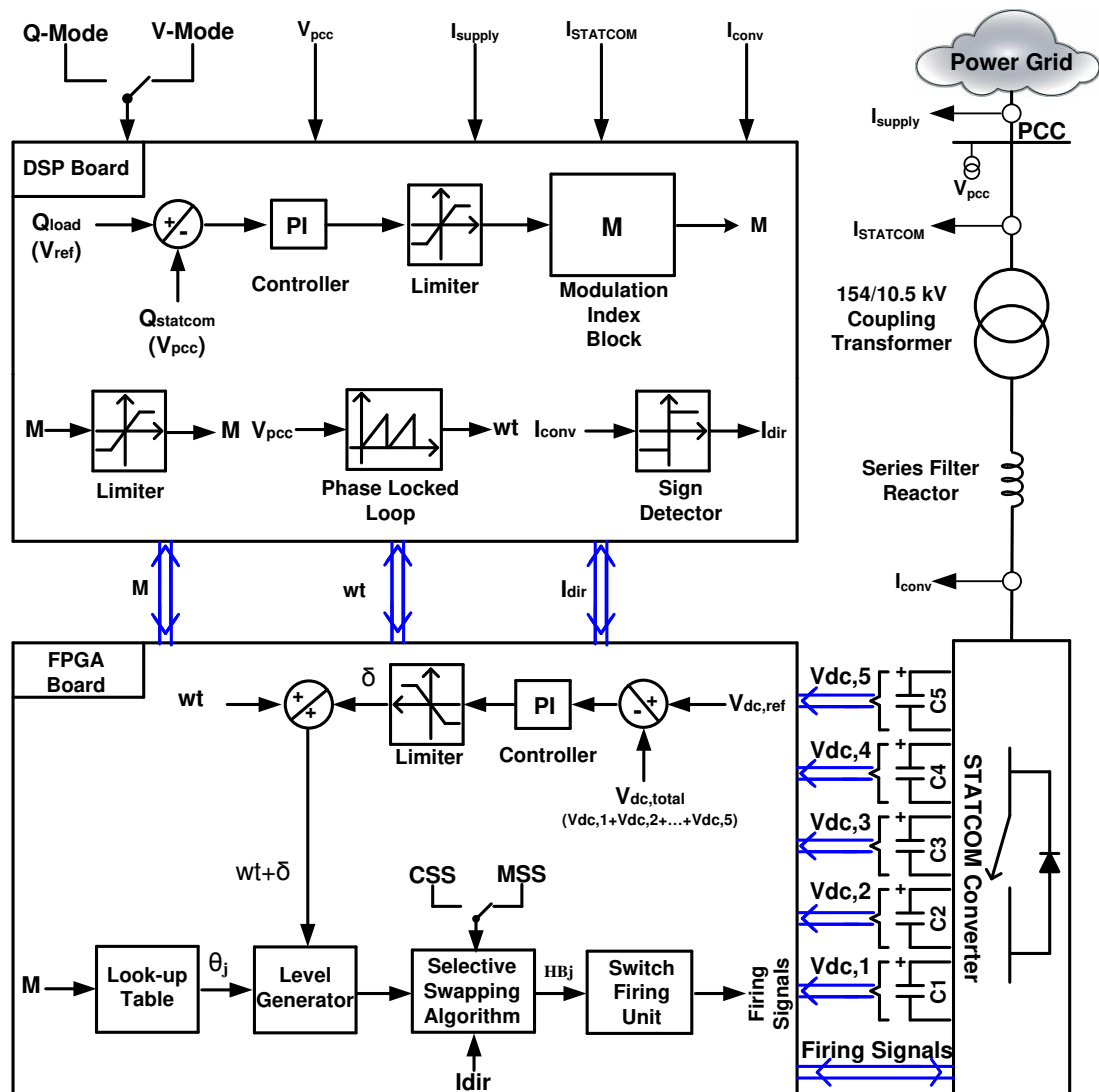 Q-Mode
V-Mode
Vpcc
Isupply
ISTATCOM
Iconv
DSP Board
Qload
(Vref)
+
-
Qstatcom
(Vpcc)
PI
Controller
Limiter
M
Modulation
Index
Block
M
M
Limiter
M
Vpcc
Phase Locked
Loop
wt
Iconv
Sign
Detector
Idir
M
wt
Idir
FPGA
Board
wt
+
+
δ
Limiter
PI
Controller
-
+
Vdc,ref
Vdc,total
(Vdc,1+Vdc,2+...+Vdc,5)
wt+δ
CSS
MSS
M
Look-up
Table
θj
Level
Generator
Selective
Swapping
Algorithm
HBj
Switch
Firing
Unit
Firing
Signals
Idir
Power Grid
Isupply
PCC
Vpcc
ISTATCOM
154/10.5 kV
Coupling
Transformer
Series Filter
Reactor
Iconv
Vdc,5
+
C5
Vdc,4
+
C4
Vdc,3
+
C3
Vdc,2
+
C2
Vdc,1
+
C1
STATCOM Converter
Firing Signals